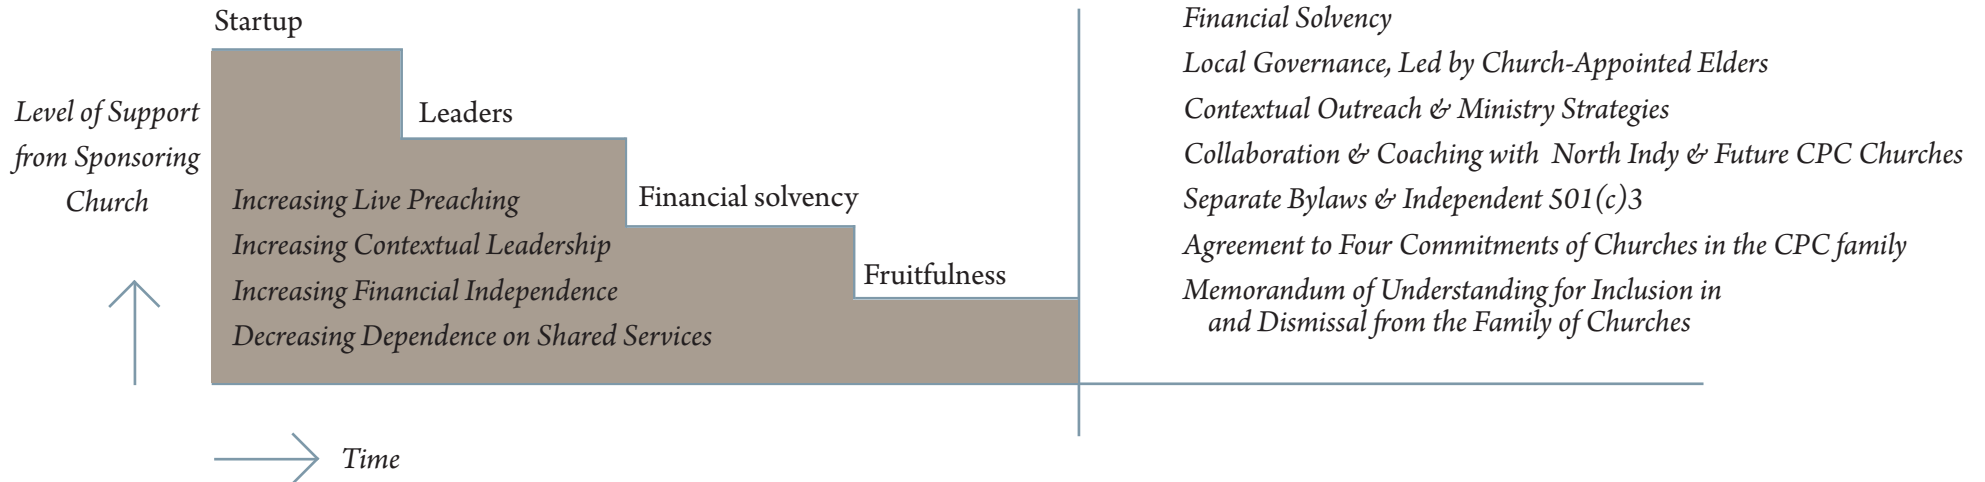 Startup
Level of Support
from Sponsoring
Church
Leaders
Financial solvency
Fruitfulness
Increasing Live Preaching
Increasing Contextual Leadership
Increasing Financial Independence
Decreasing Dependence on Shared Services
Time
Financial Solvency
Local Governance, Led by Church-Appointed Elders
Contextual Outreach & Ministry Strategies
Collaboration & Coaching with North Indy & Future CPC Churches
Separate Bylaws & Independent 501(c)3
Agreement to Four Commitments of Churches in the CPC family
Memorandum of Understanding for Inclusion in
and Dismissal from the Family of Churches